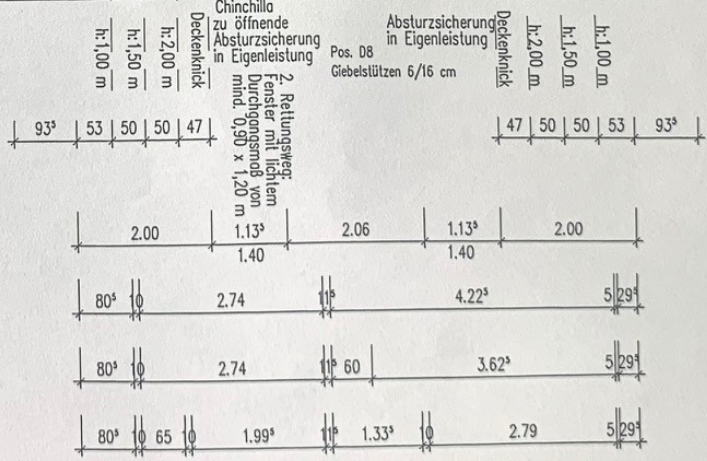 h:1,00 m
h:1,50 m
h:2,00 m
Deckenknick
Chinchilla
zu öffnende
Absturzsicherung
in Eigenleistung
2. Rettungsweg:
Fenster mit lichtem
Durchgangsmaß von
mind. 0,90 x 1,20 m
Pos. D8
Giebelstützen 6/16 cm
Absturzsicherung
in Eigenleistung
Deckenknick
h:2,00 m
h:1,50 m
h:1,00 m
93⁵ 53 50 50 47
47 50 50 53 93⁵
2.00 1.13⁵ 2.06 1.13⁵ 2.00
1.40 1.40
80⁵ 10 2.74 11⁵ 4.22⁵ 5 29⁵
80⁵ 10 2.74 11⁵ 60 3.62⁵ 5 29⁵
80⁵ 10 65 10 1.99⁵ 11⁵ 1.33⁵ 10 2.79 5 29⁵